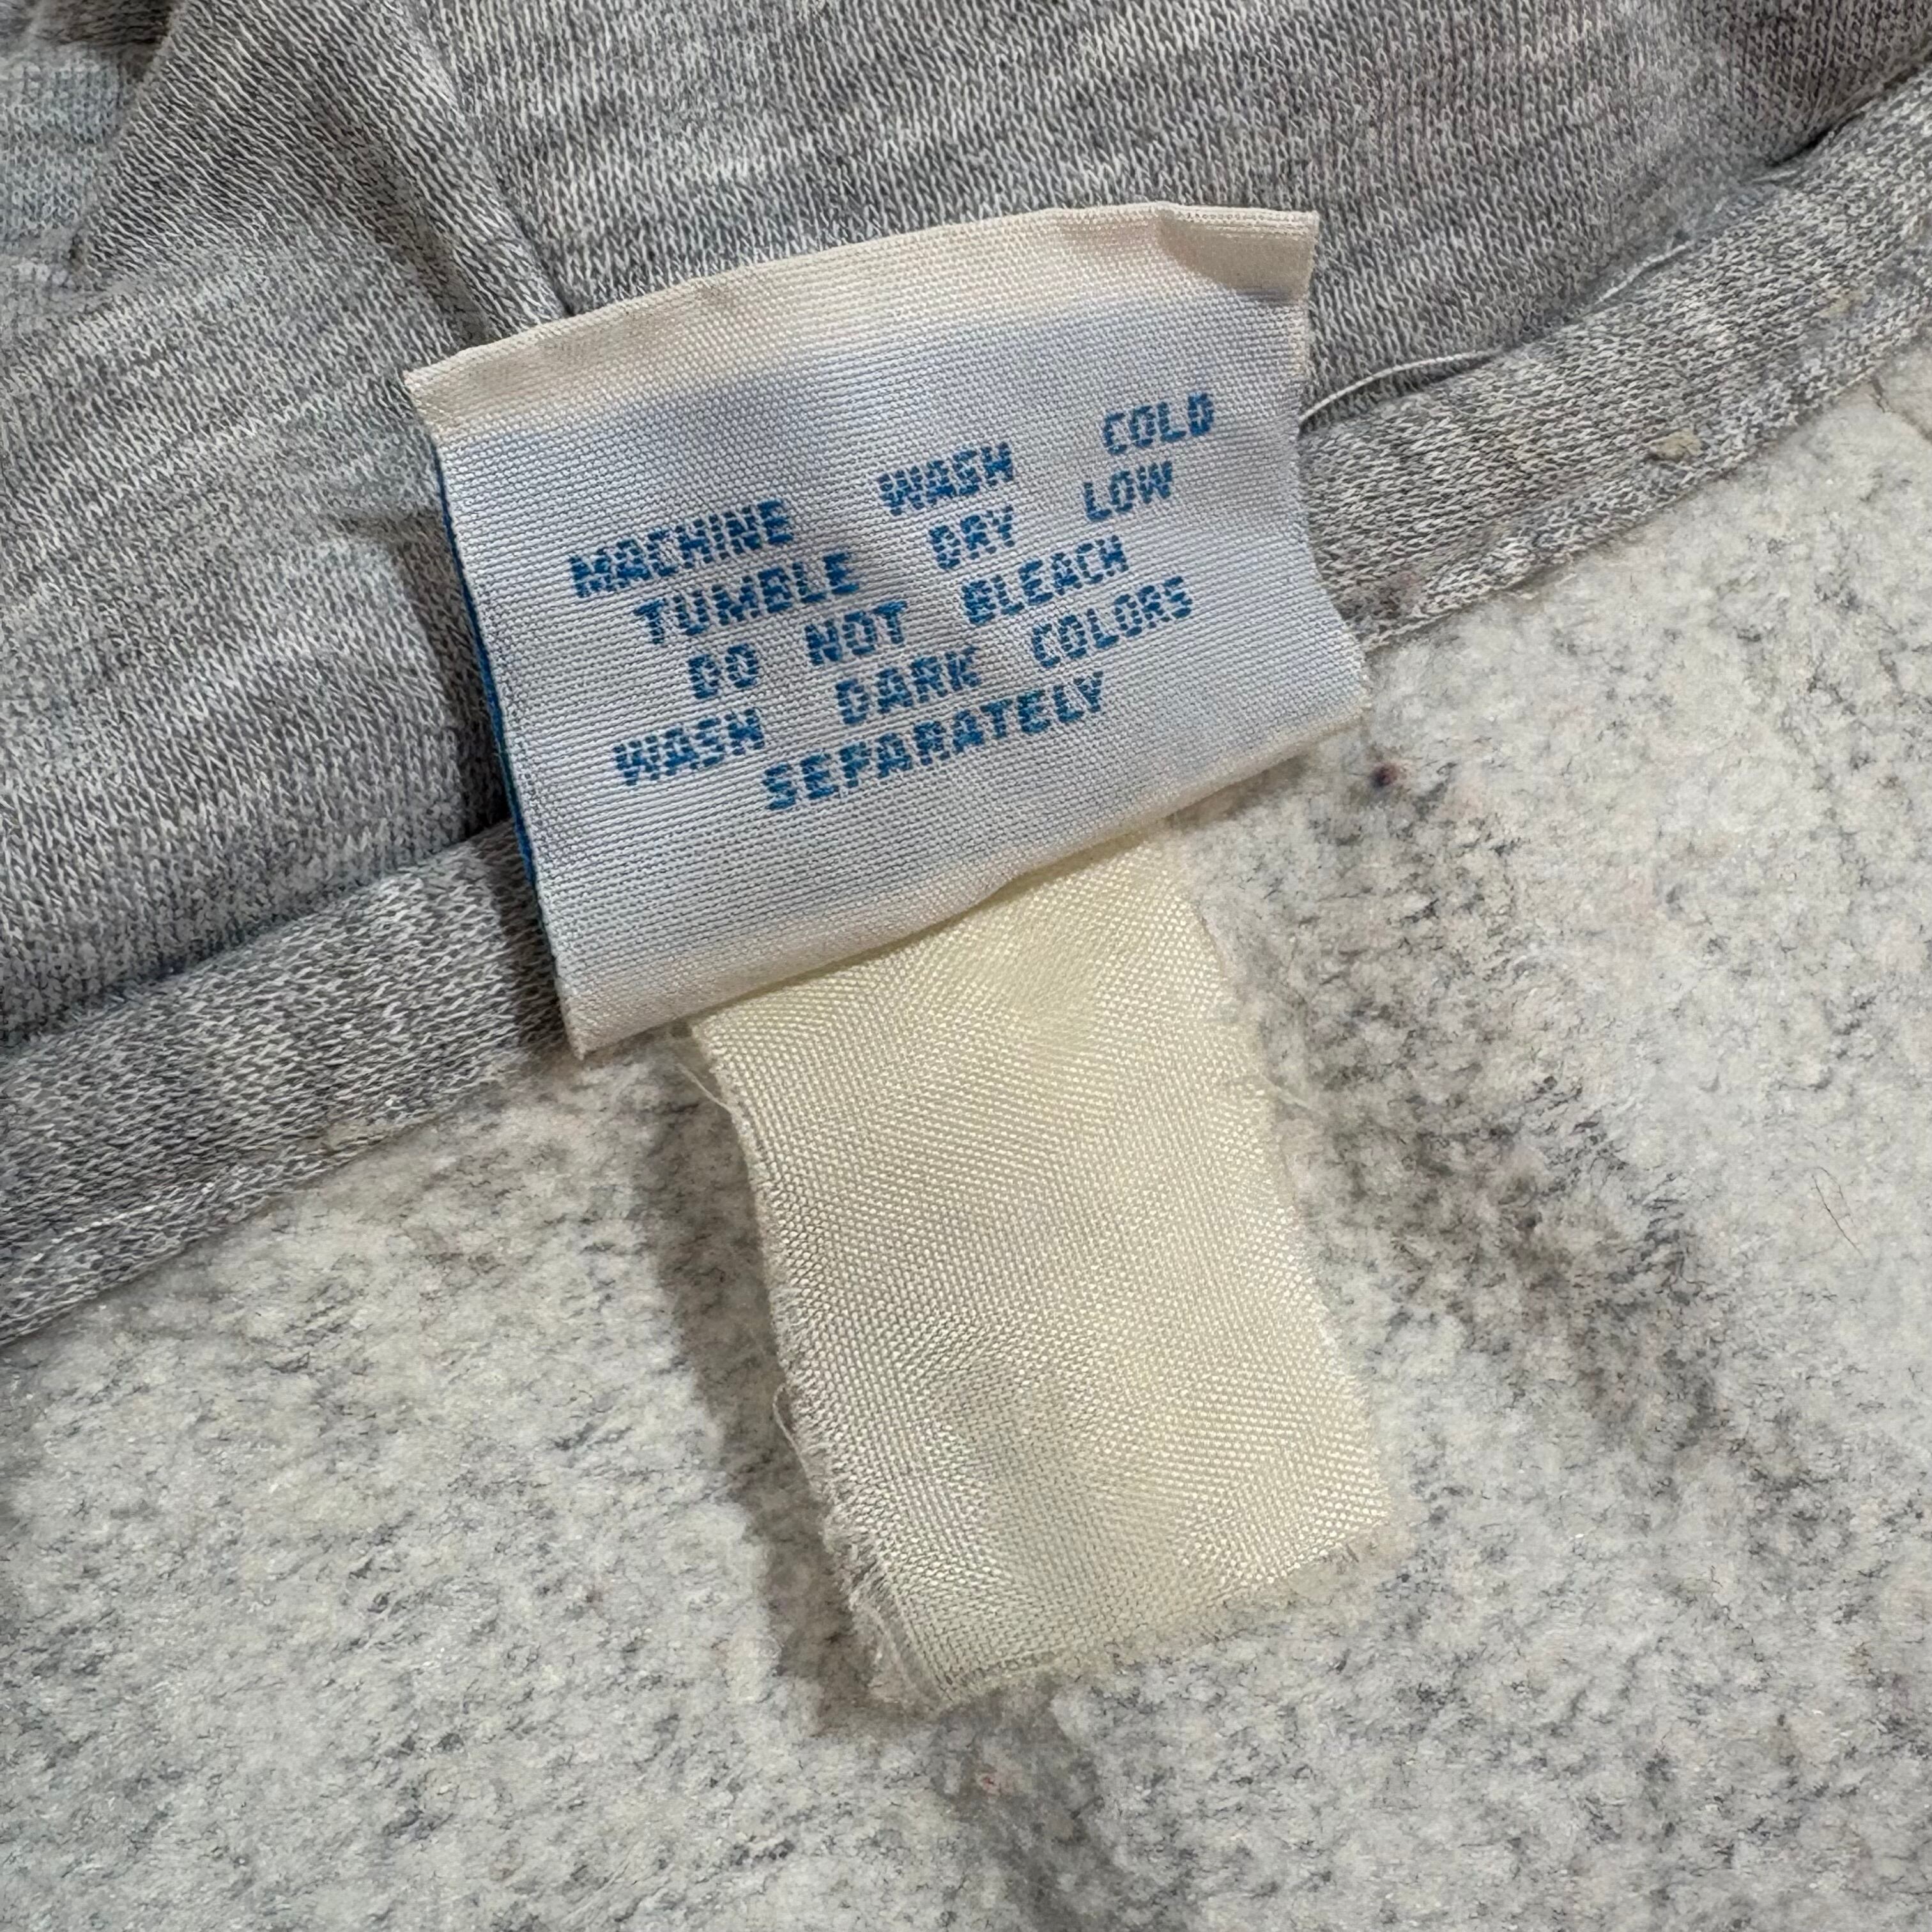 MACHINE WASH COLD
TUMBLE DRY LOW
DO NOT BLEACH
WASH DARK COLORS
SEPARATELY